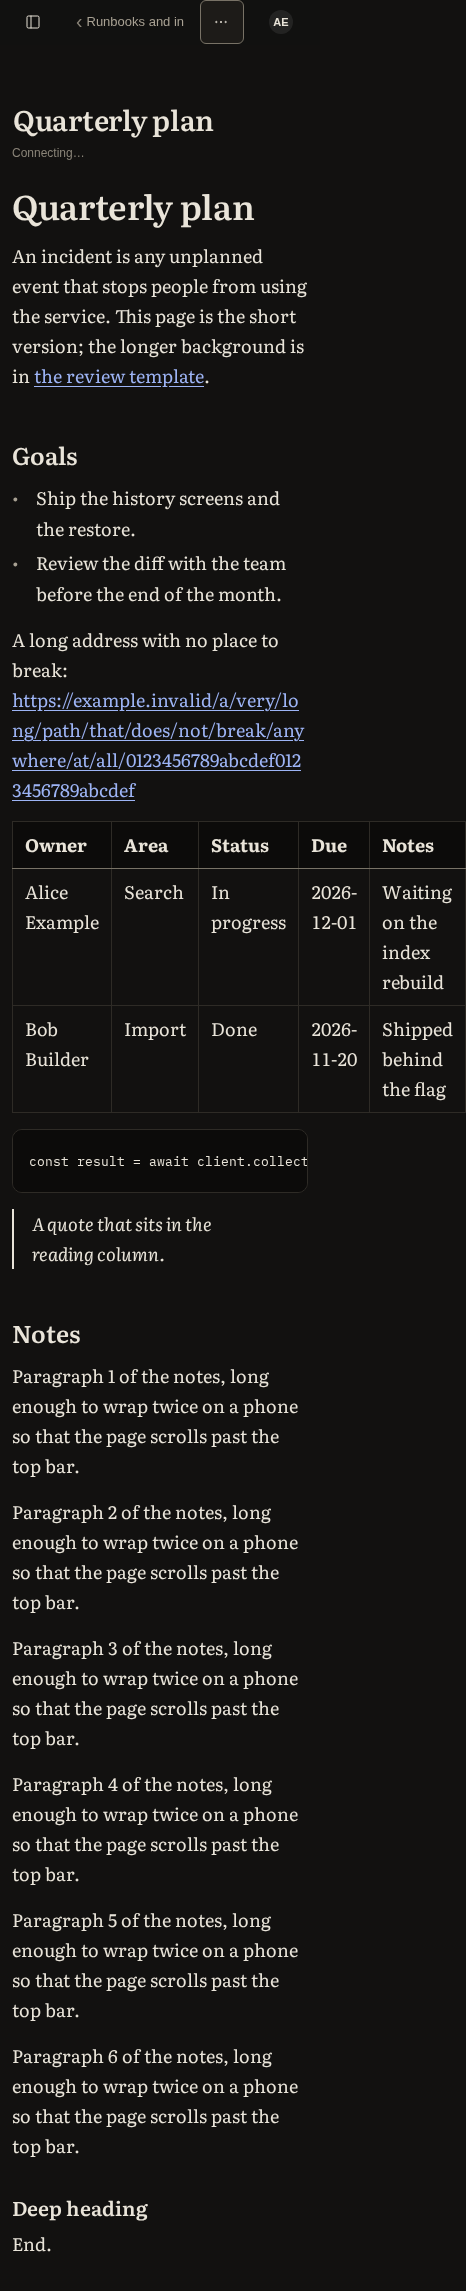 ‹ Runbooks and in
···
AE
Quarterly plan
Connecting…
Quarterly plan
An incident is any unplanned
event that stops people from using
the service. This page is the short
version; the longer background is
in the review template.
Goals
• Ship the history screens and
the restore.
• Review the diff with the team
before the end of the month.
A long address with no place to
break:
https://example.invalid/a/very/lo
ng/path/that/does/not/break/any
where/at/all/0123456789abcdef012
3456789abcdef
Owner Area Status Due Notes
Alice Search In 2026- Waiting
Example progress 12-01 on the
index
rebuild
Bob Import Done 2026- Shipped
Builder 11-20 behind
the flag
const result = await client.collect
A quote that sits in the
reading column.
Notes
Paragraph 1 of the notes, long
enough to wrap twice on a phone
so that the page scrolls past the
top bar.
Paragraph 2 of the notes, long
enough to wrap twice on a phone
so that the page scrolls past the
top bar.
Paragraph 3 of the notes, long
enough to wrap twice on a phone
so that the page scrolls past the
top bar.
Paragraph 4 of the notes, long
enough to wrap twice on a phone
so that the page scrolls past the
top bar.
Paragraph 5 of the notes, long
enough to wrap twice on a phone
so that the page scrolls past the
top bar.
Paragraph 6 of the notes, long
enough to wrap twice on a phone
so that the page scrolls past the
top bar.
Deep heading
End.